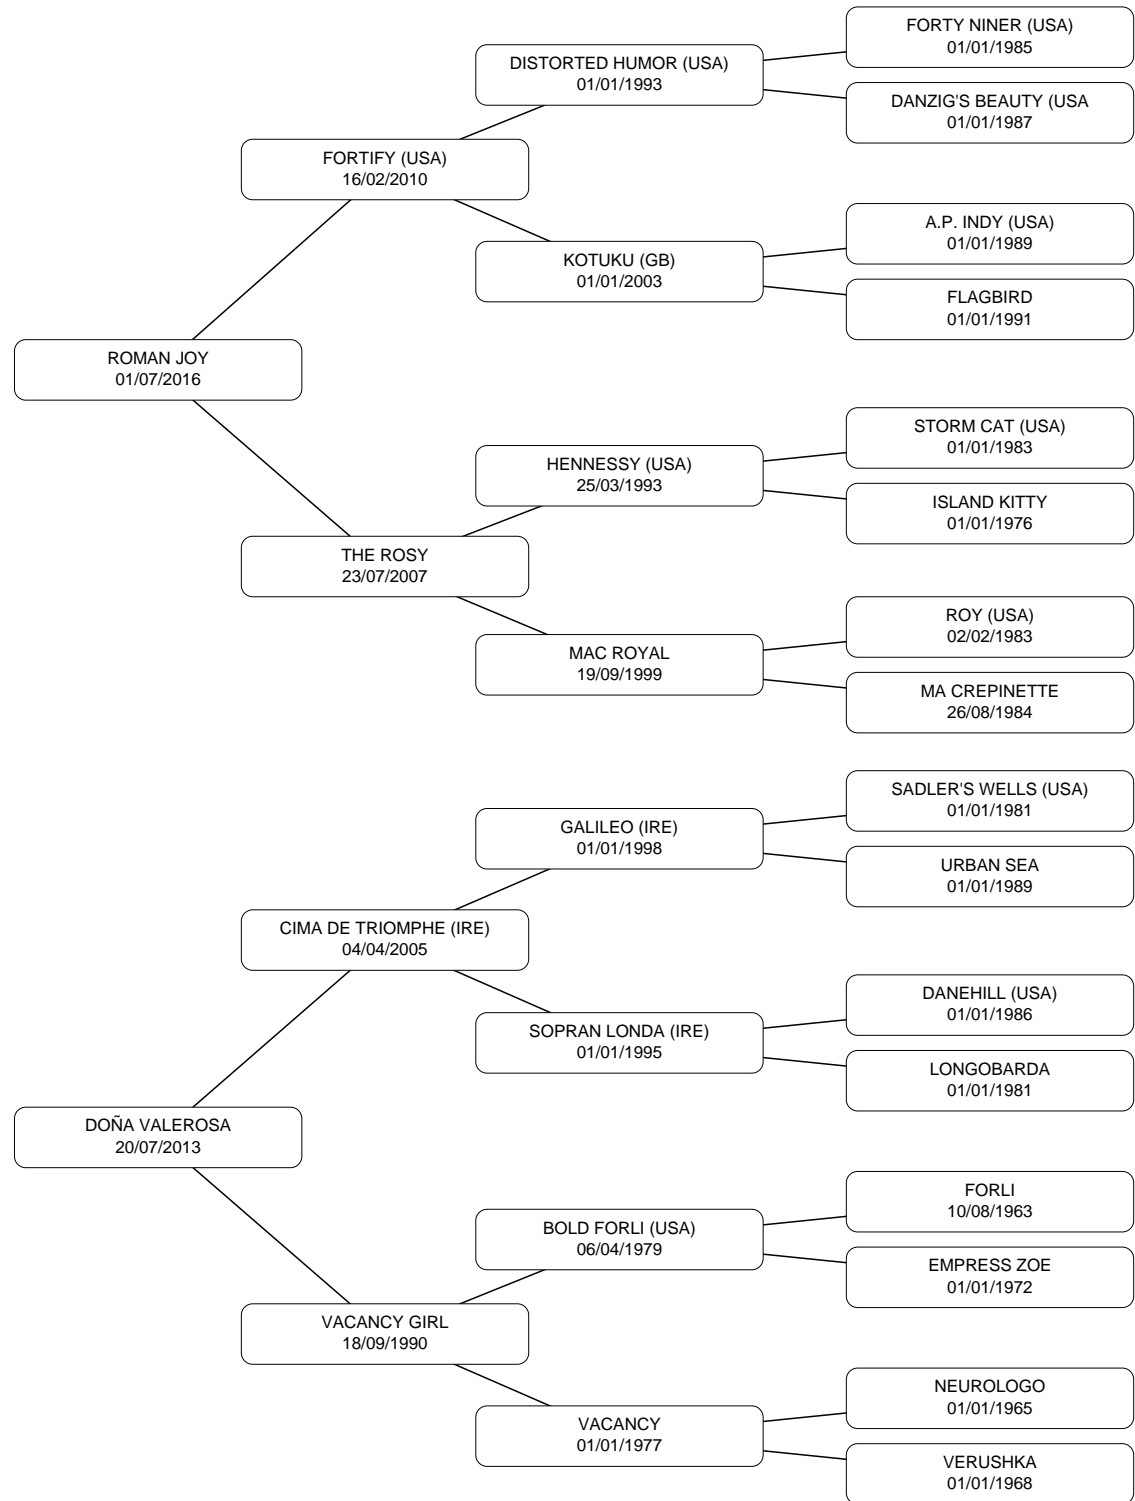 FORTY NINER (USA)
01/01/1985
DISTORTED HUMOR (USA)
01/01/1993
DANZIG'S BEAUTY (USA
01/01/1987
FORTIFY (USA)
16/02/2010
A.P. INDY (USA)
01/01/1989
KOTUKU (GB)
01/01/2003
FLAGBIRD
01/01/1991
ROMAN JOY
01/07/2016
STORM CAT (USA)
01/01/1983
HENNESSY (USA)
25/03/1993
ISLAND KITTY
01/01/1976
THE ROSY
23/07/2007
ROY (USA)
02/02/1983
MAC ROYAL
19/09/1999
MA CREPINETTE
26/08/1984
SADLER'S WELLS (USA)
01/01/1981
GALILEO (IRE)
01/01/1998
URBAN SEA
01/01/1989
CIMA DE TRIOMPHE (IRE)
04/04/2005
DANEHILL (USA)
01/01/1986
SOPRAN LONDA (IRE)
01/01/1995
LONGOBARDA
01/01/1981
DOÑA VALEROSA
20/07/2013
FORLI
10/08/1963
BOLD FORLI (USA)
06/04/1979
EMPRESS ZOE
01/01/1972
VACANCY GIRL
18/09/1990
NEUROLOGO
01/01/1965
VACANCY
01/01/1977
VERUSHKA
01/01/1968